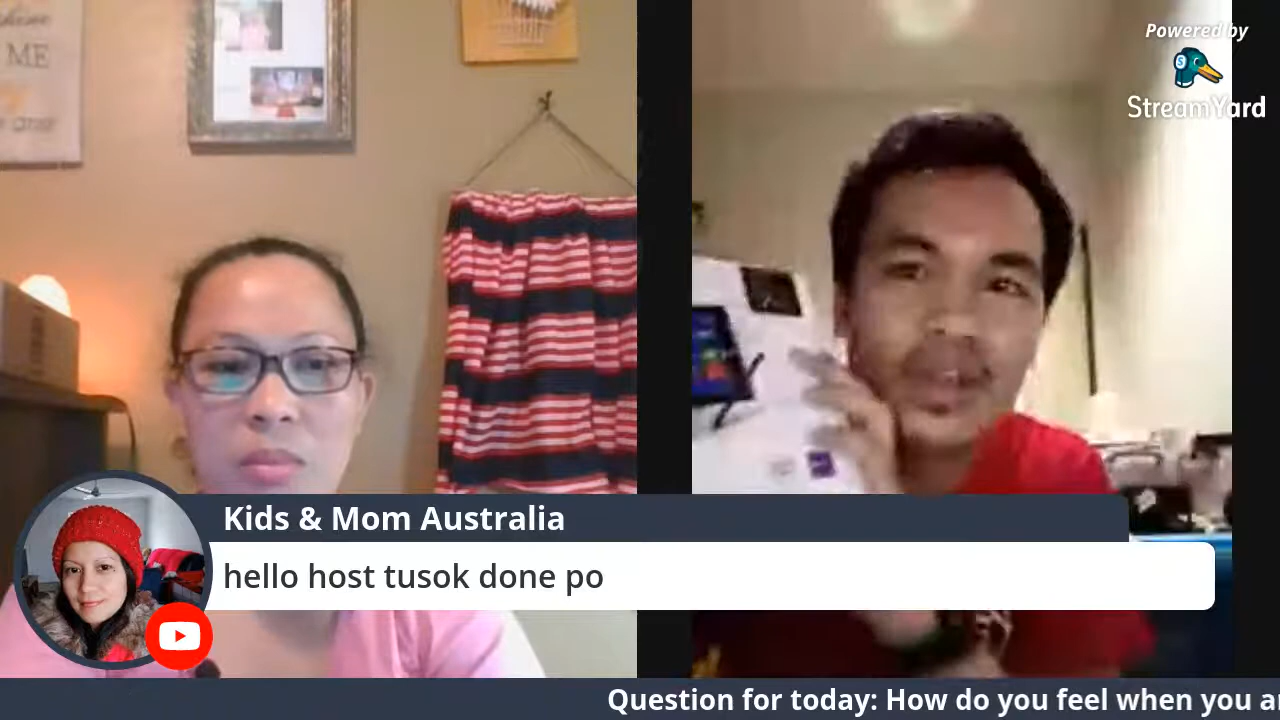 shine
ME
Powered by
StreamYard
Kids & Mom Australia
hello host tusok done po
Question for today: How do you feel when you a